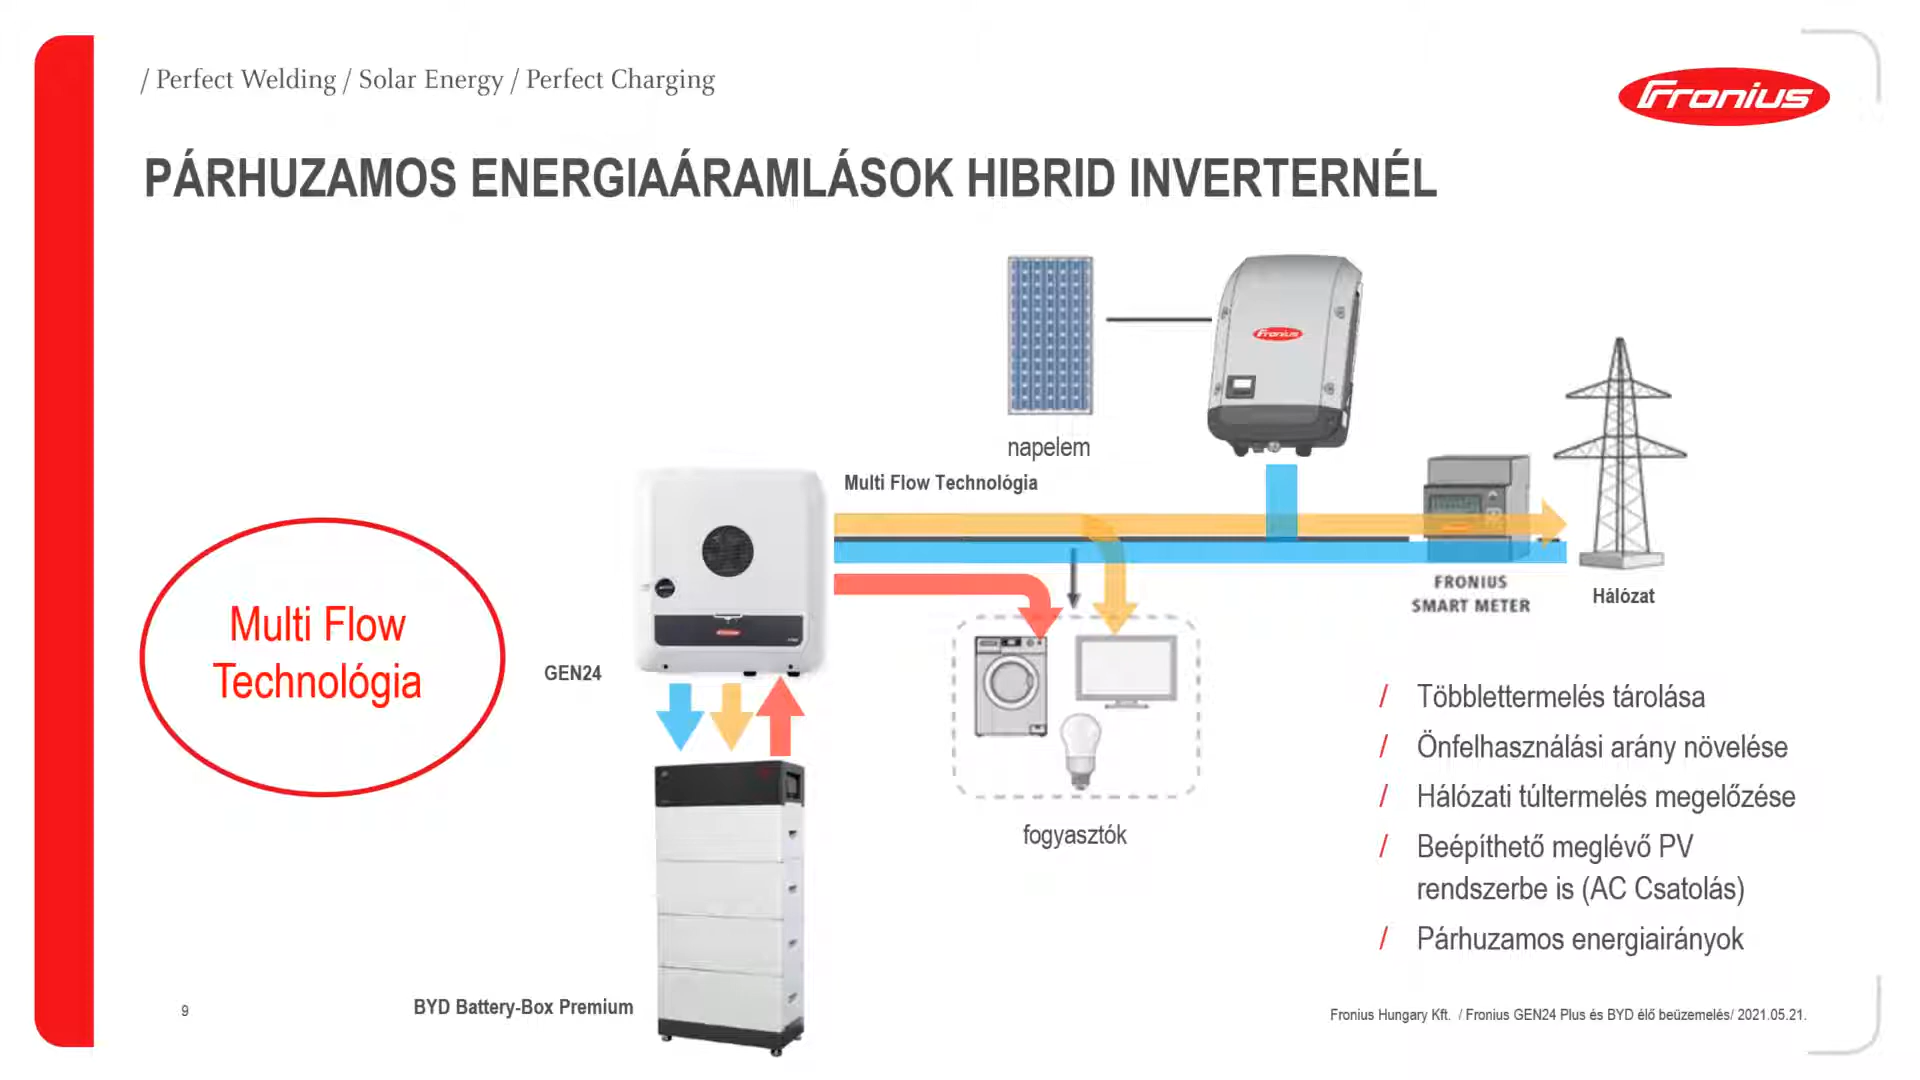 / Perfect Welding / Solar Energy / Perfect Charging
Fronius
PÁRHUZAMOS ENERGIAÁRAMLÁSOK HIBRID INVERTERNÉL
Fronius
napelem
Multi Flow Technológia
FRONIUS
SMART METER
Hálózat
Multi Flow
Technológia
GEN24
fogyasztók
/ Többlettermelés tárolása
/ Önfelhasználási arány növelése
/ Hálózati túltermelés megelőzése
/ Beépíthető meglévő PV
rendszerbe is (AC Csatolás)
/ Párhuzamos energiairányok
BYD Battery-Box Premium
9
Fronius Hungary Kft. / Fronius GEN24 Plus és BYD élő beüzemelés/ 2021.05.21.